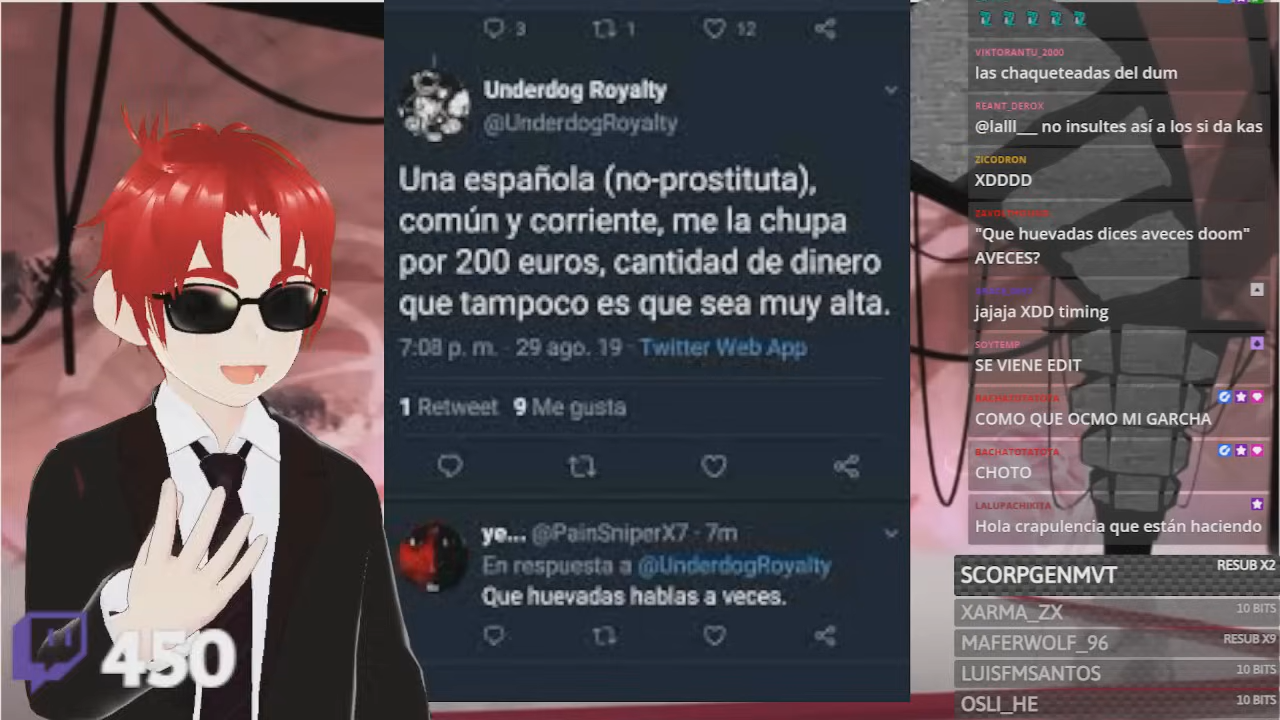 3 1 12
Underdog Royalty
@UnderdogRoyalty
Una española (no-prostituta),
común y corriente, me la chupa
por 200 euros, cantidad de dinero
que tampoco es que sea muy alta.
7:08 p. m. · 29 ago. 19 · Twitter Web App
1 Retweet 9 Me gusta
ye... @PainSniperX7 · 7m
En respuesta a @UnderdogRoyalty
Que huevadas hablas a veces.
450
VIKTORANTU_2000
las chaqueteadas del dum
REANT_DEROX
@lalll___ no insultes así a los si da kas
ZICODRON
XDDDD
"Que huevadas dices aveces doom"
AVECES?
jajaja XDD timing
SOYTEMP
SE VIENE EDIT
BACHATOTATOTA
COMO QUE OCMO MI GARCHA
BACHATOTATOTA
CHOTO
LALUPACHIKITA
Hola crapulencia que están haciendo
SCORPGENMVT RESUB X2
XARMA_ZX 10 BITS
MAFERWOLF_96 RESUB X9
LUISFMSANTOS 10 BITS
OSLI_HE 10 BITS